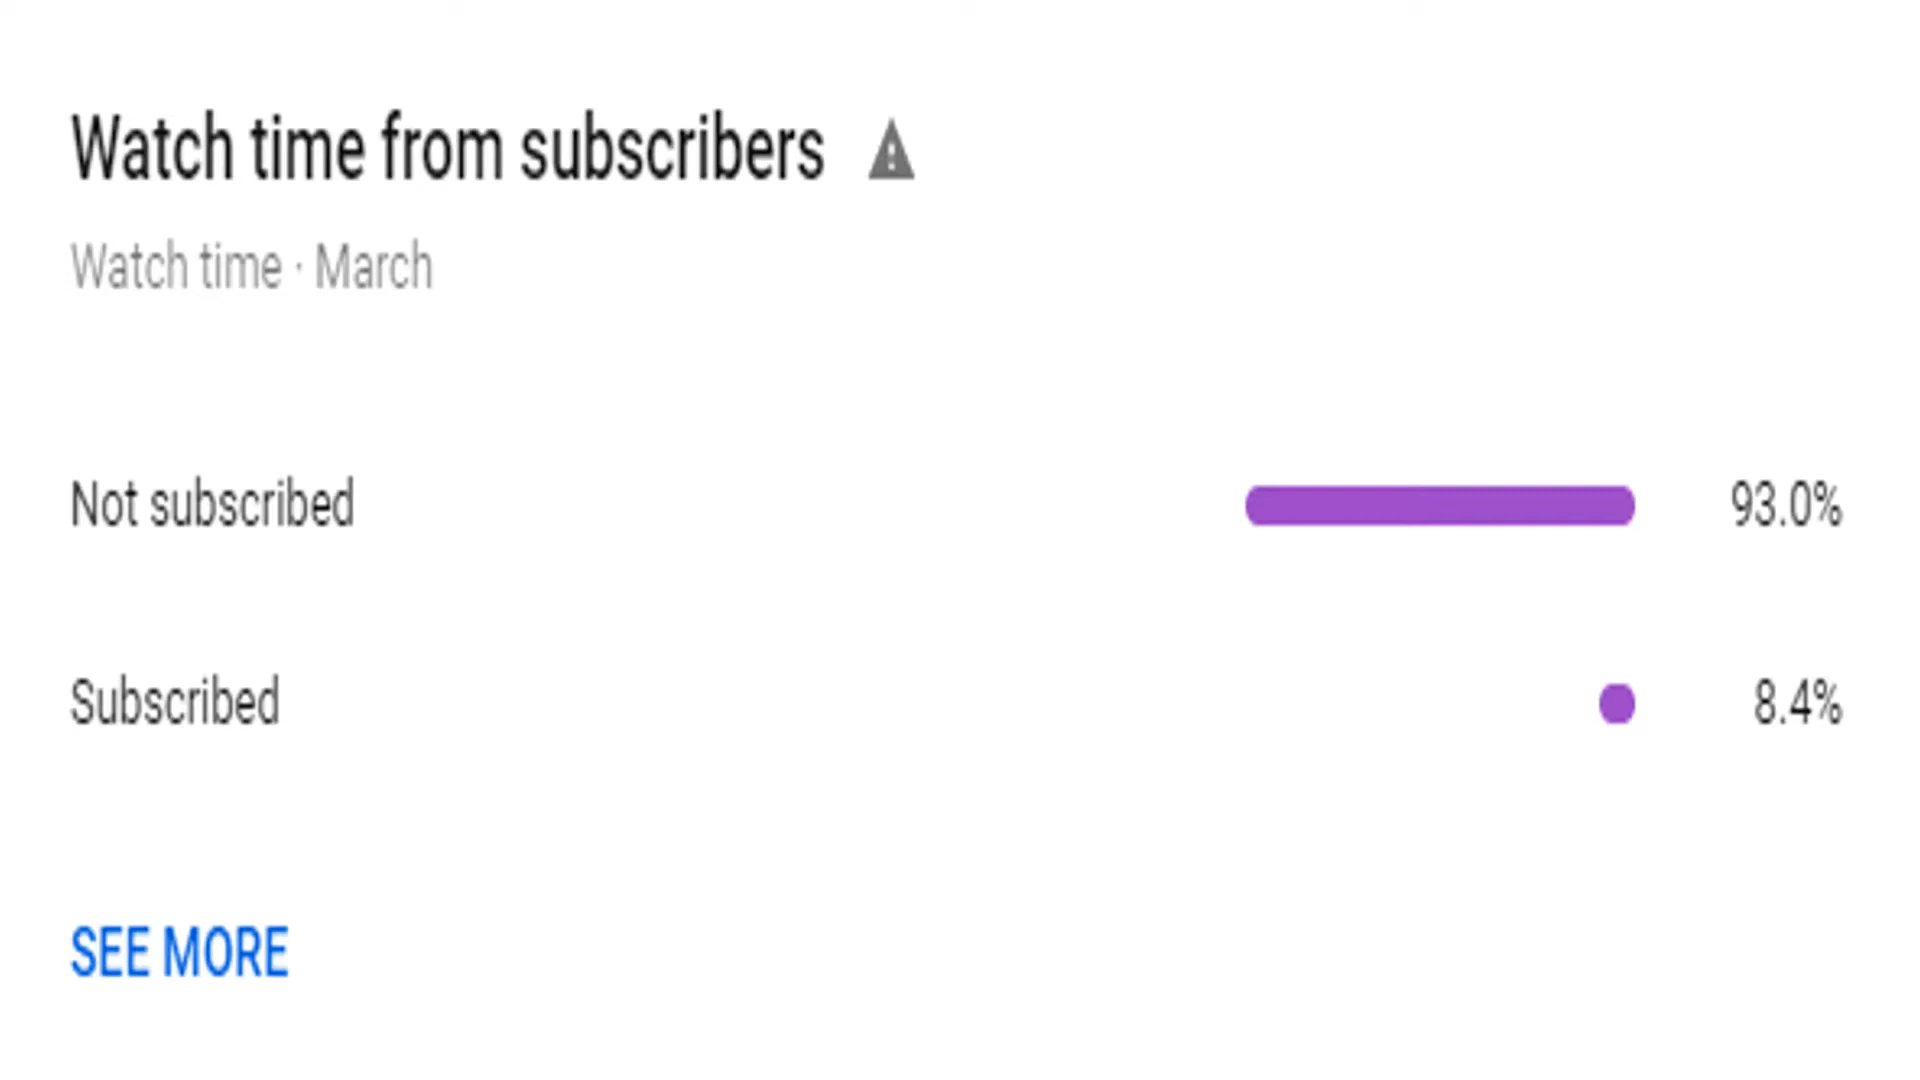 Watch time from subscribers
Watch time · March
Not subscribed 93.0%
Subscribed 8.4%
SEE MORE